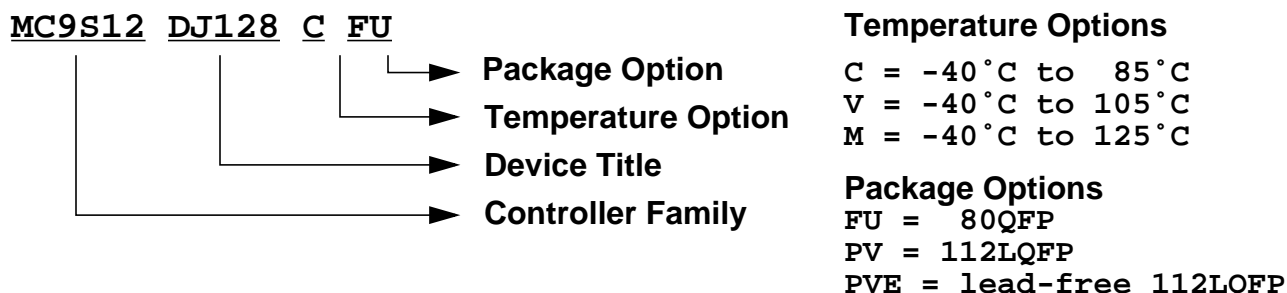 MC9S12 DJ128 C FU
Package Option
Temperature Option
Device Title
Controller Family
Temperature Options
C = -40˚C to 85˚C
V = -40˚C to 105˚C
M = -40˚C to 125˚C
Package Options
FU = 80QFP
PV = 112LQFP
PVE = lead-free 112LQFP